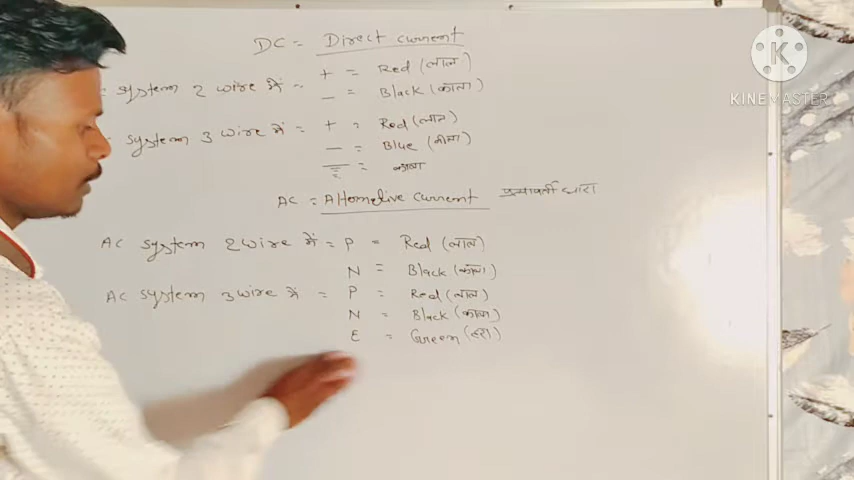 DC = Direct current
system 2 wire में = + = Red (लाल)
- = Black (काला)
system 3 wire में = + = Red (लाल)
- = Blue (नीला)
= काला
AC = Alternative current प्रत्यावर्ती धारा
AC system 2 wire में = P = Red (लाल)
N = Black (काला)
AC system 3 wire में = P = Red (लाल)
N = Black (काला)
E = Green (हरा)
K
KINEMASTER